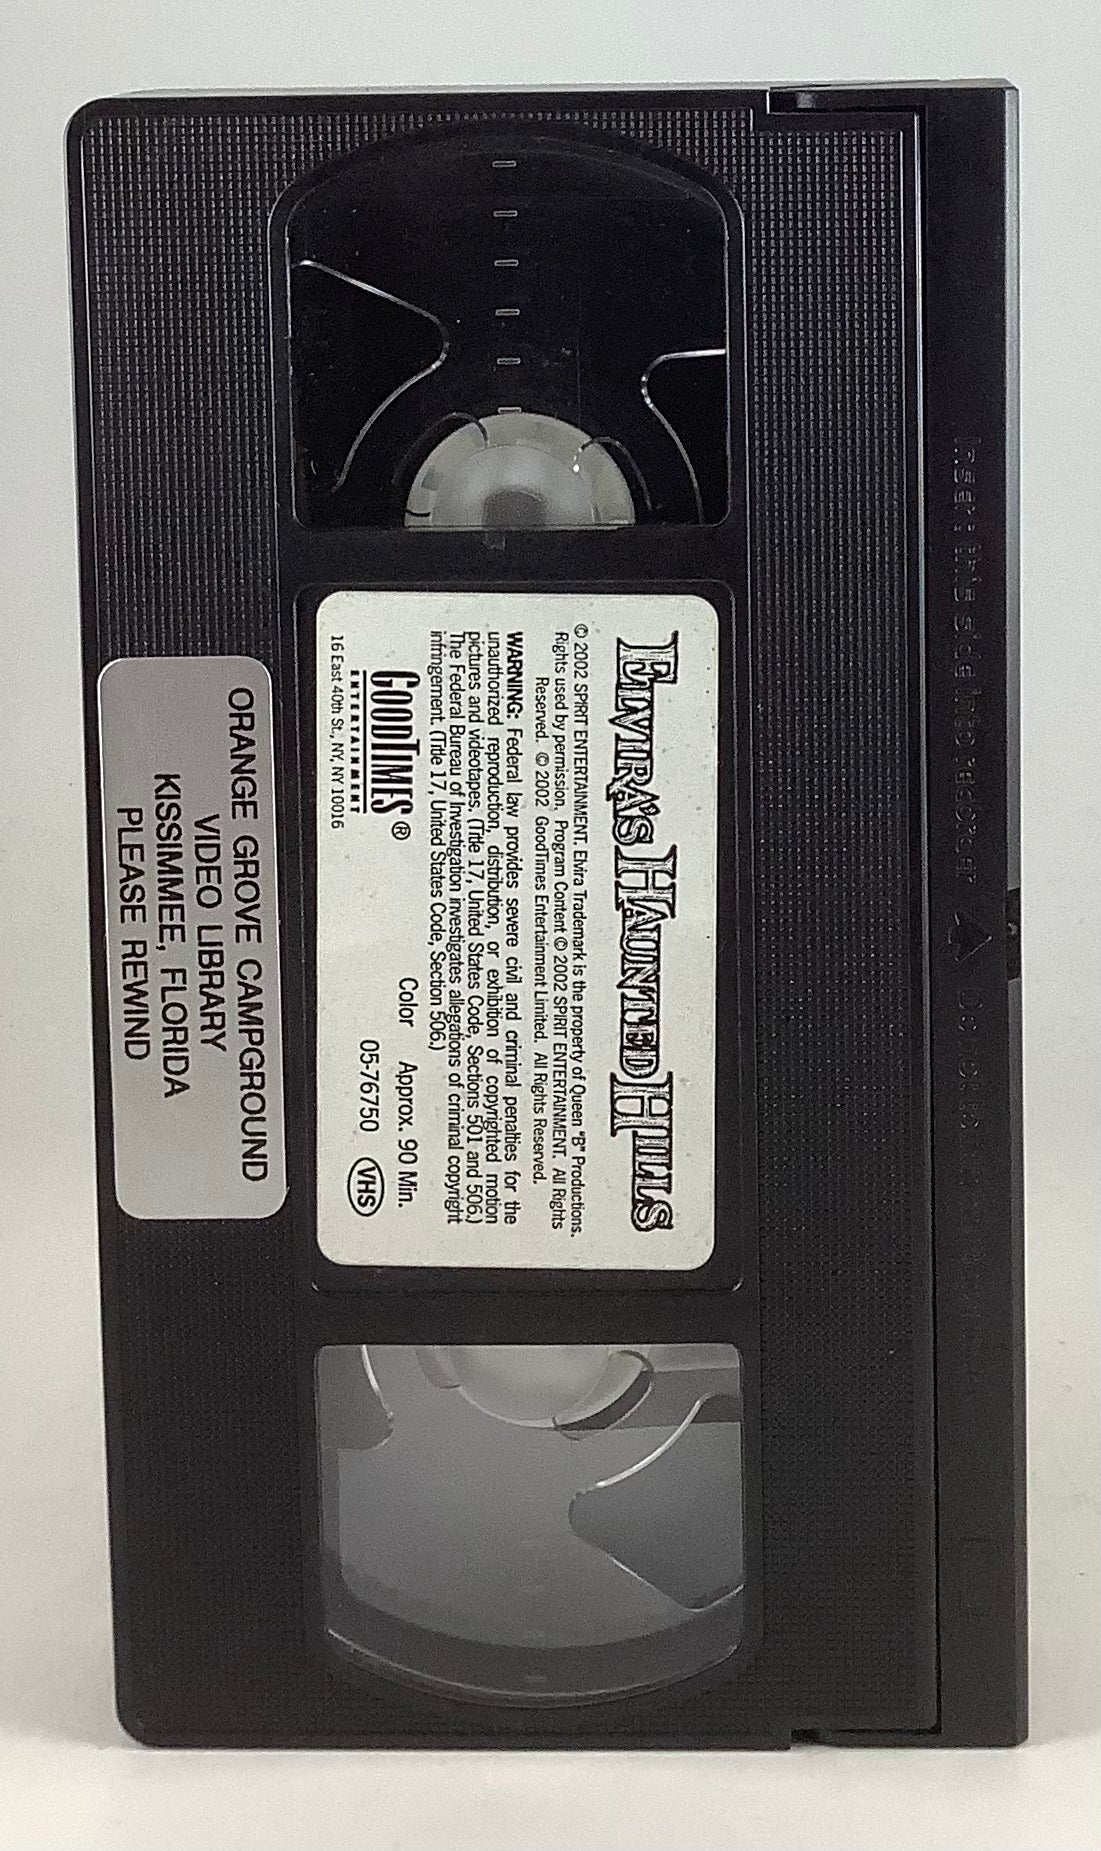 ELVIRA'S HAUNTED HILLS
© 2002 SPIRIT ENTERTAINMENT. Elvira Trademark is the property of Queen "B" Productions.
Rights used by permission. Program Content © 2002 SPIRIT ENTERTAINMENT. All Rights
Reserved. © 2002 GoodTimes Entertainment Limited. All Rights Reserved.
WARNING: Federal law provides severe civil and criminal penalties for the
unauthorized reproduction, distribution, or exhibition of copyrighted motion
pictures and videotapes. (Title 17, United States Code, Sections 501 and 506.)
The Federal Bureau of Investigation investigates allegations of criminal copyright
infringement. (Title 17, United States Code, Section 506.)
GOODTIMES®
ENTERTAINMENT
16 East 40th St., NY, NY 10016
Color Approx. 90 Min.
05-76750 VHS
ORANGE GROVE CAMPGROUND
VIDEO LIBRARY
KISSIMMEE, FLORIDA
PLEASE REWIND